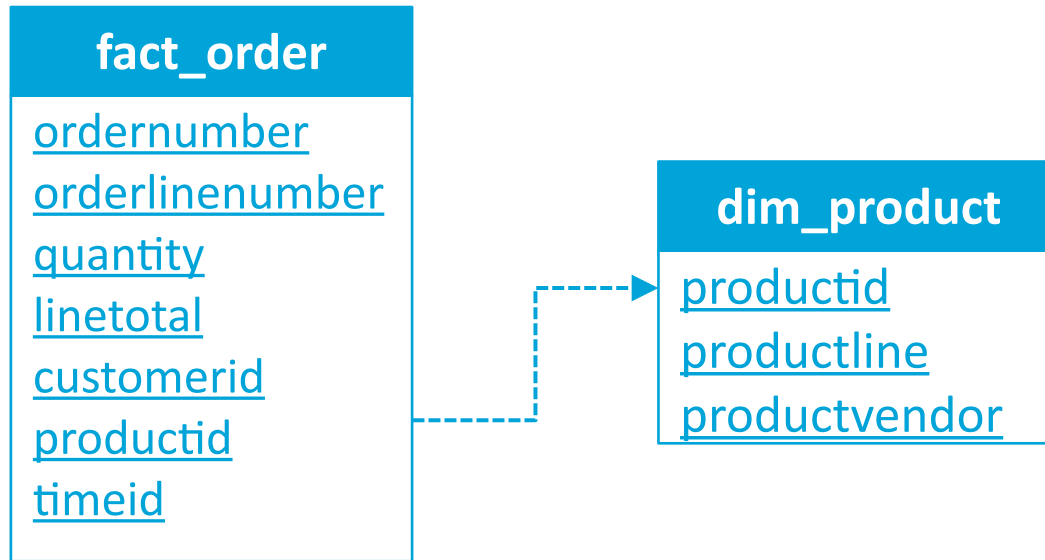 fact_order
ordernumber
orderlinenumber
quantity
linetotal
customerid
productid
timeid
dim_product
productid
productline
productvendor